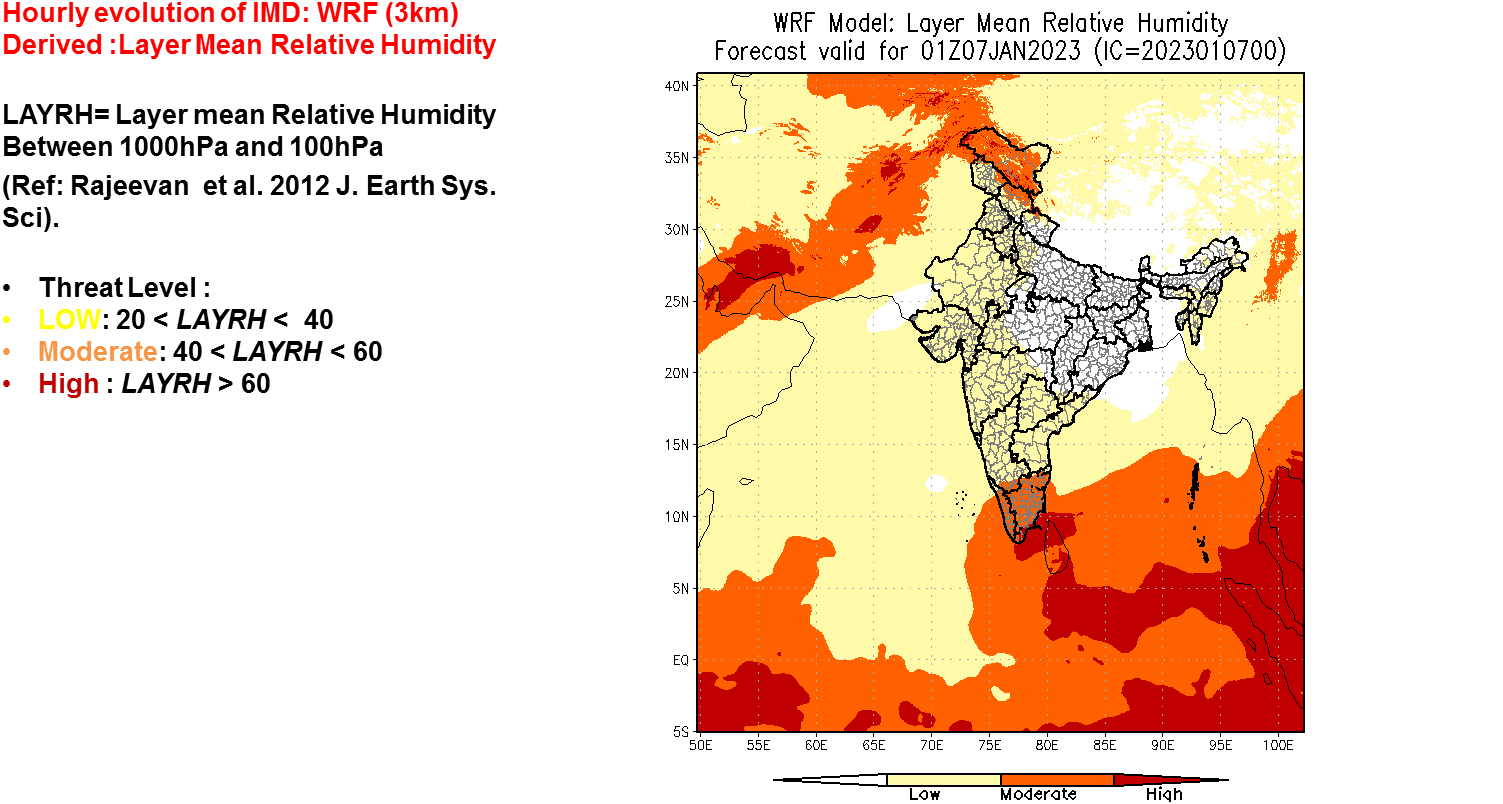 Hourly evolution of IMD: WRF (3km)
Derived :Layer Mean Relative Humidity
LAYRH= Layer mean Relative Humidity
Between 1000hPa and 100hPa
(Ref: Rajeevan et al. 2012 J. Earth Sys.
Sci).
• Threat Level :
• LOW: 20 < LAYRH < 40
• Moderate: 40 < LAYRH < 60
• High : LAYRH > 60
WRF Model: Layer Mean Relative Humidity
Forecast valid for 01Z07JAN2023 (IC=2023010700)
40N
35N
30N
25N
20N
15N
10N
5N
EQ
5S
50E 55E 60E 65E 70E 75E 80E 85E 90E 95E 100E
Low Moderate High